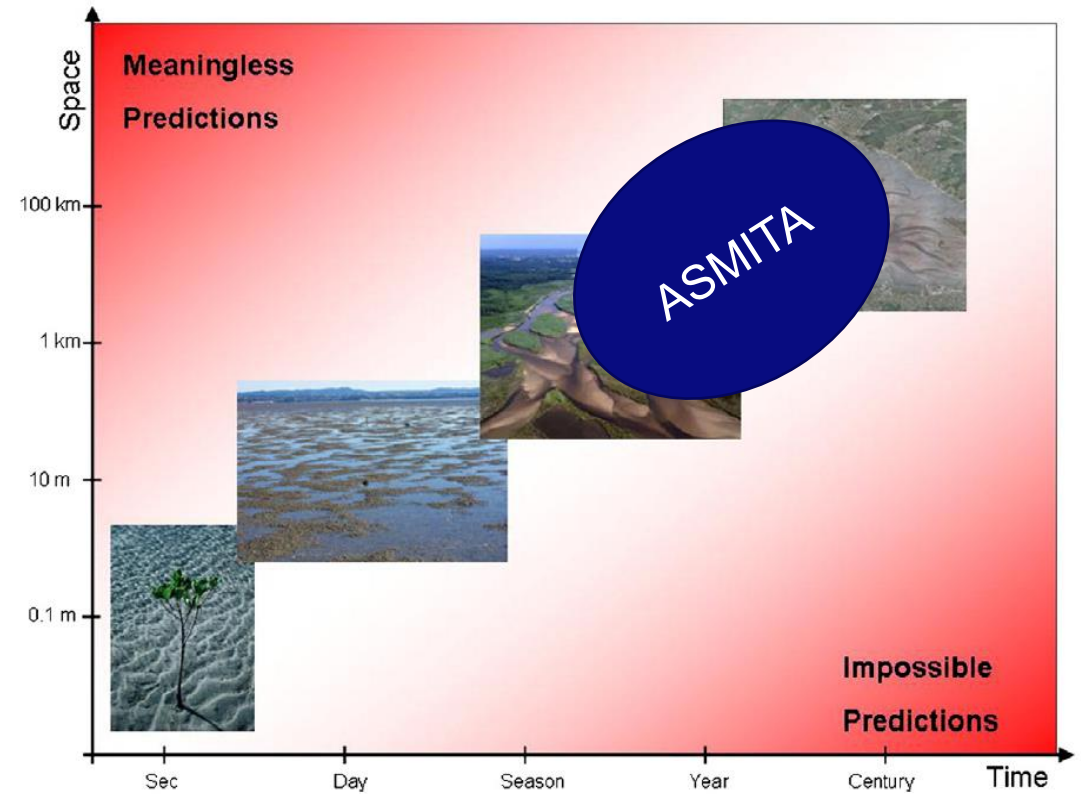 Space
Meaningless
Predictions
100 km
1 km
10 m
0.1 m
ASMITA
Impossible
Predictions
Sec
Day
Season
Year
Century
Time